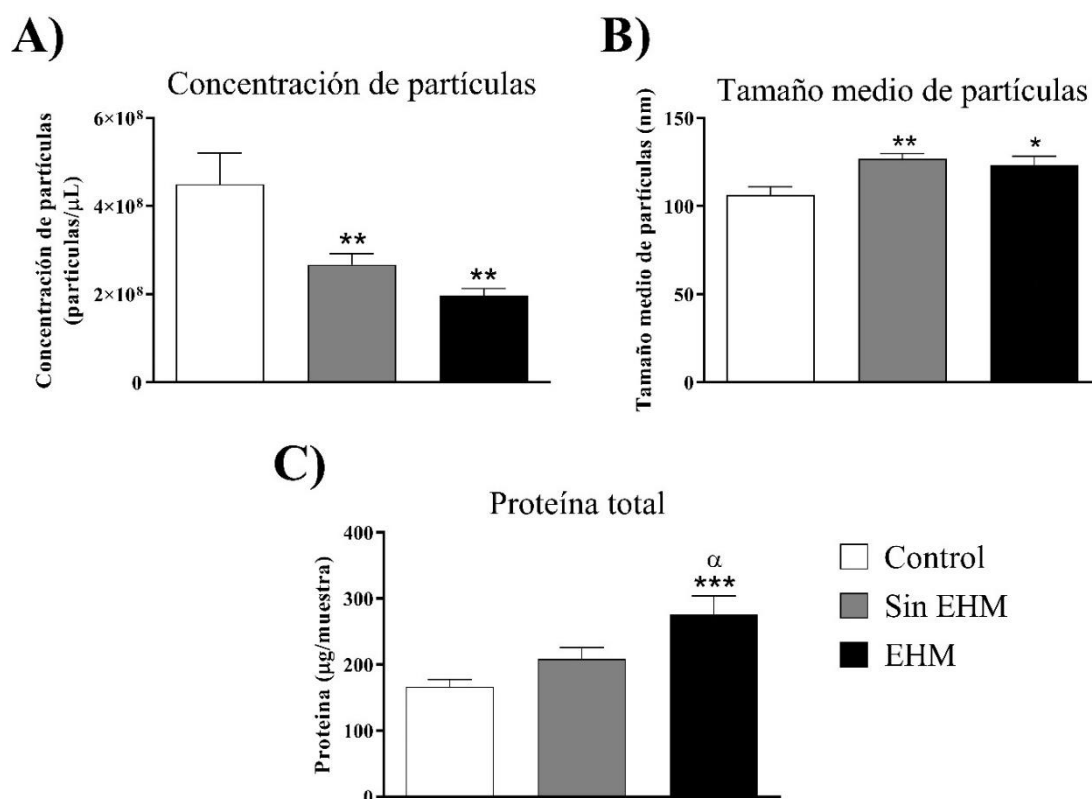 A)
Concentración de partículas
Concentración de partículas
(particulas/μL)
6×10⁸
4×10⁸
2×10⁸
0
**
**
B)
Tamaño medio de partículas
Tamaño medio de partículas (nm)
150
100
50
0
**
*
C)
Proteína total
Proteina (μg/muestra)
400
300
200
100
0
α
***
Control
Sin EHM
EHM